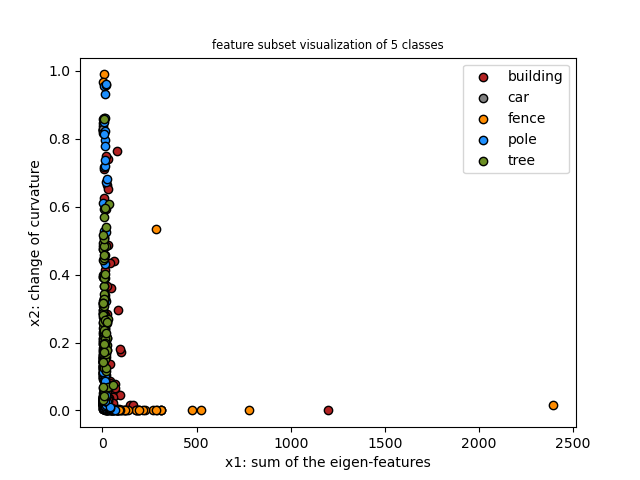 feature subset visualization of 5 classes
building
car
fence
pole
tree
x2: change of curvature
1.0
0.8
0.6
0.4
0.2
0.0
0
500
1000
1500
2000
2500
x1: sum of the eigen-features